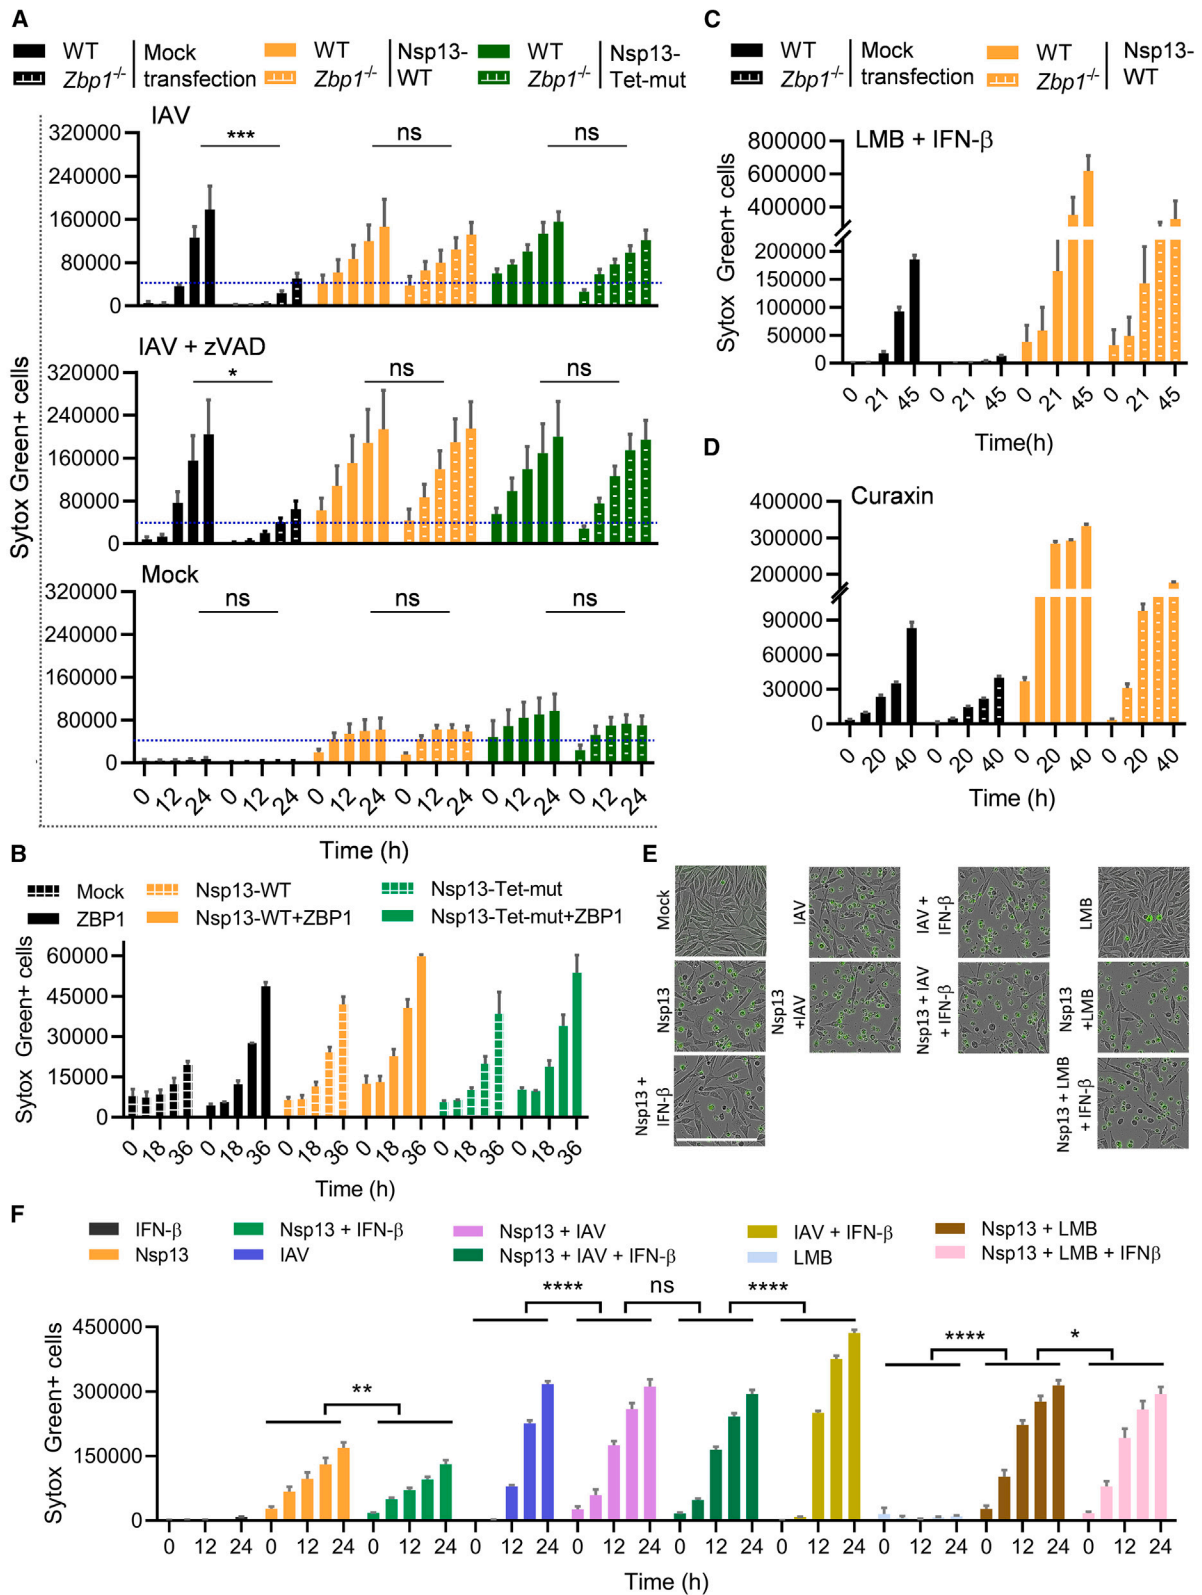 A
WT
Zbp1-/-
Mock
transfection
WT
Zbp1-/-
Nsp13-
WT
WT
Zbp1-/-
Nsp13-
Tet-mut
IAV
*** ns ns
320000
240000
160000
80000
0
IAV + zVAD
* ns ns
320000
240000
160000
80000
0
Mock
ns ns ns
320000
240000
160000
80000
0
Sytox Green+ cells
0 12 24 0 12 24 0 12 24 0 12 24 0 12 24 0 12 24
Time (h)
B
Mock
ZBP1
Nsp13-WT
Nsp13-WT+ZBP1
Nsp13-Tet-mut
Nsp13-Tet-mut+ZBP1
60000
45000
30000
15000
0
Sytox Green+ cells
0 18 36 0 18 36 0 18 36 0 18 36 0 18 36 0 18 36
Time (h)
C
WT
Zbp1-/-
Mock
transfection
WT
Zbp1-/-
Nsp13-
WT
LMB + IFN-β
800000
600000
400000
200000
150000
100000
50000
0
Sytox Green+ cells
0 21 45 0 21 45 0 21 45 0 21 45
Time(h)
D
Curaxin
400000
300000
200000
90000
60000
30000
0
0 20 40 0 20 40 0 20 40 0 20 40
Time (h)
E
Mock
IAV
IAV +
IFN-β
LMB
Nsp13
Nsp13
+IAV
Nsp13 + IAV
+ IFN-β
Nsp13
+LMB
Nsp13 +
IFN-β
Nsp13 + LMB
+ IFN-β
F
IFN-β
Nsp13
Nsp13 + IFN-β
IAV
Nsp13 + IAV
Nsp13 + IAV + IFN-β
IAV + IFN-β
LMB
Nsp13 + LMB
Nsp13 + LMB + IFNβ
** **** ns **** **** *
450000
300000
150000
0
Sytox Green+ cells
0 12 24 0 12 24 0 12 24 0 12 24 0 12 24 0 12 24 0 12 24 0 12 24 0 12 24 0 12 24
Time (h)